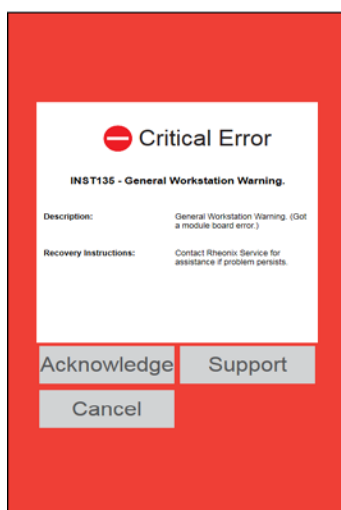 Critical Error
INST135 - General Workstation Warning.
Description: General Workstation Warning. (Got
a module board error.)
Recovery Instructions: Contact Rheonix Service for
assistance if problem persists.
Acknowledge Support
Cancel